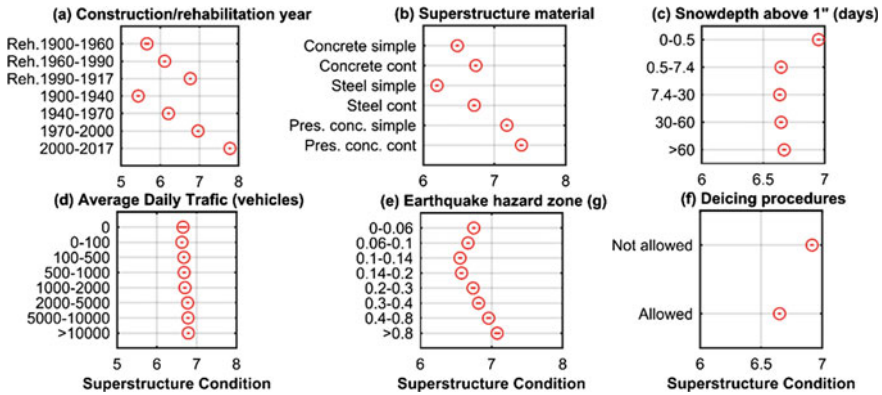 (a) Construction/rehabilitation year
Reh.1900-1960
Reh.1960-1990
Reh.1990-1917
1900-1940
1940-1970
1970-2000
2000-2017
5 6 7 8
(b) Superstructure material
Concrete simple
Concrete cont
Steel simple
Steel cont
Pres. conc. simple
Pres. conc. cont
6 7 8
(c) Snowdepth above 1" (days)
0-0.5
0.5-7.4
7.4-30
30-60
>60
6 6.5 7
(d) Average Daily Trafic (vehicles)
0
0-100
100-500
500-1000
1000-2000
2000-5000
5000-10000
>10000
5 6 7 8
Superstructure Condition
(e) Earthquake hazard zone (g)
0-0.06
0.06-0.1
0.1-0.14
0.14-0.2
0.2-0.3
0.3-0.4
0.4-0.8
>0.8
6 7 8
Superstructure Condition
(f) Deicing procedures
Not allowed
Allowed
6 6.5 7
Superstructure Condition